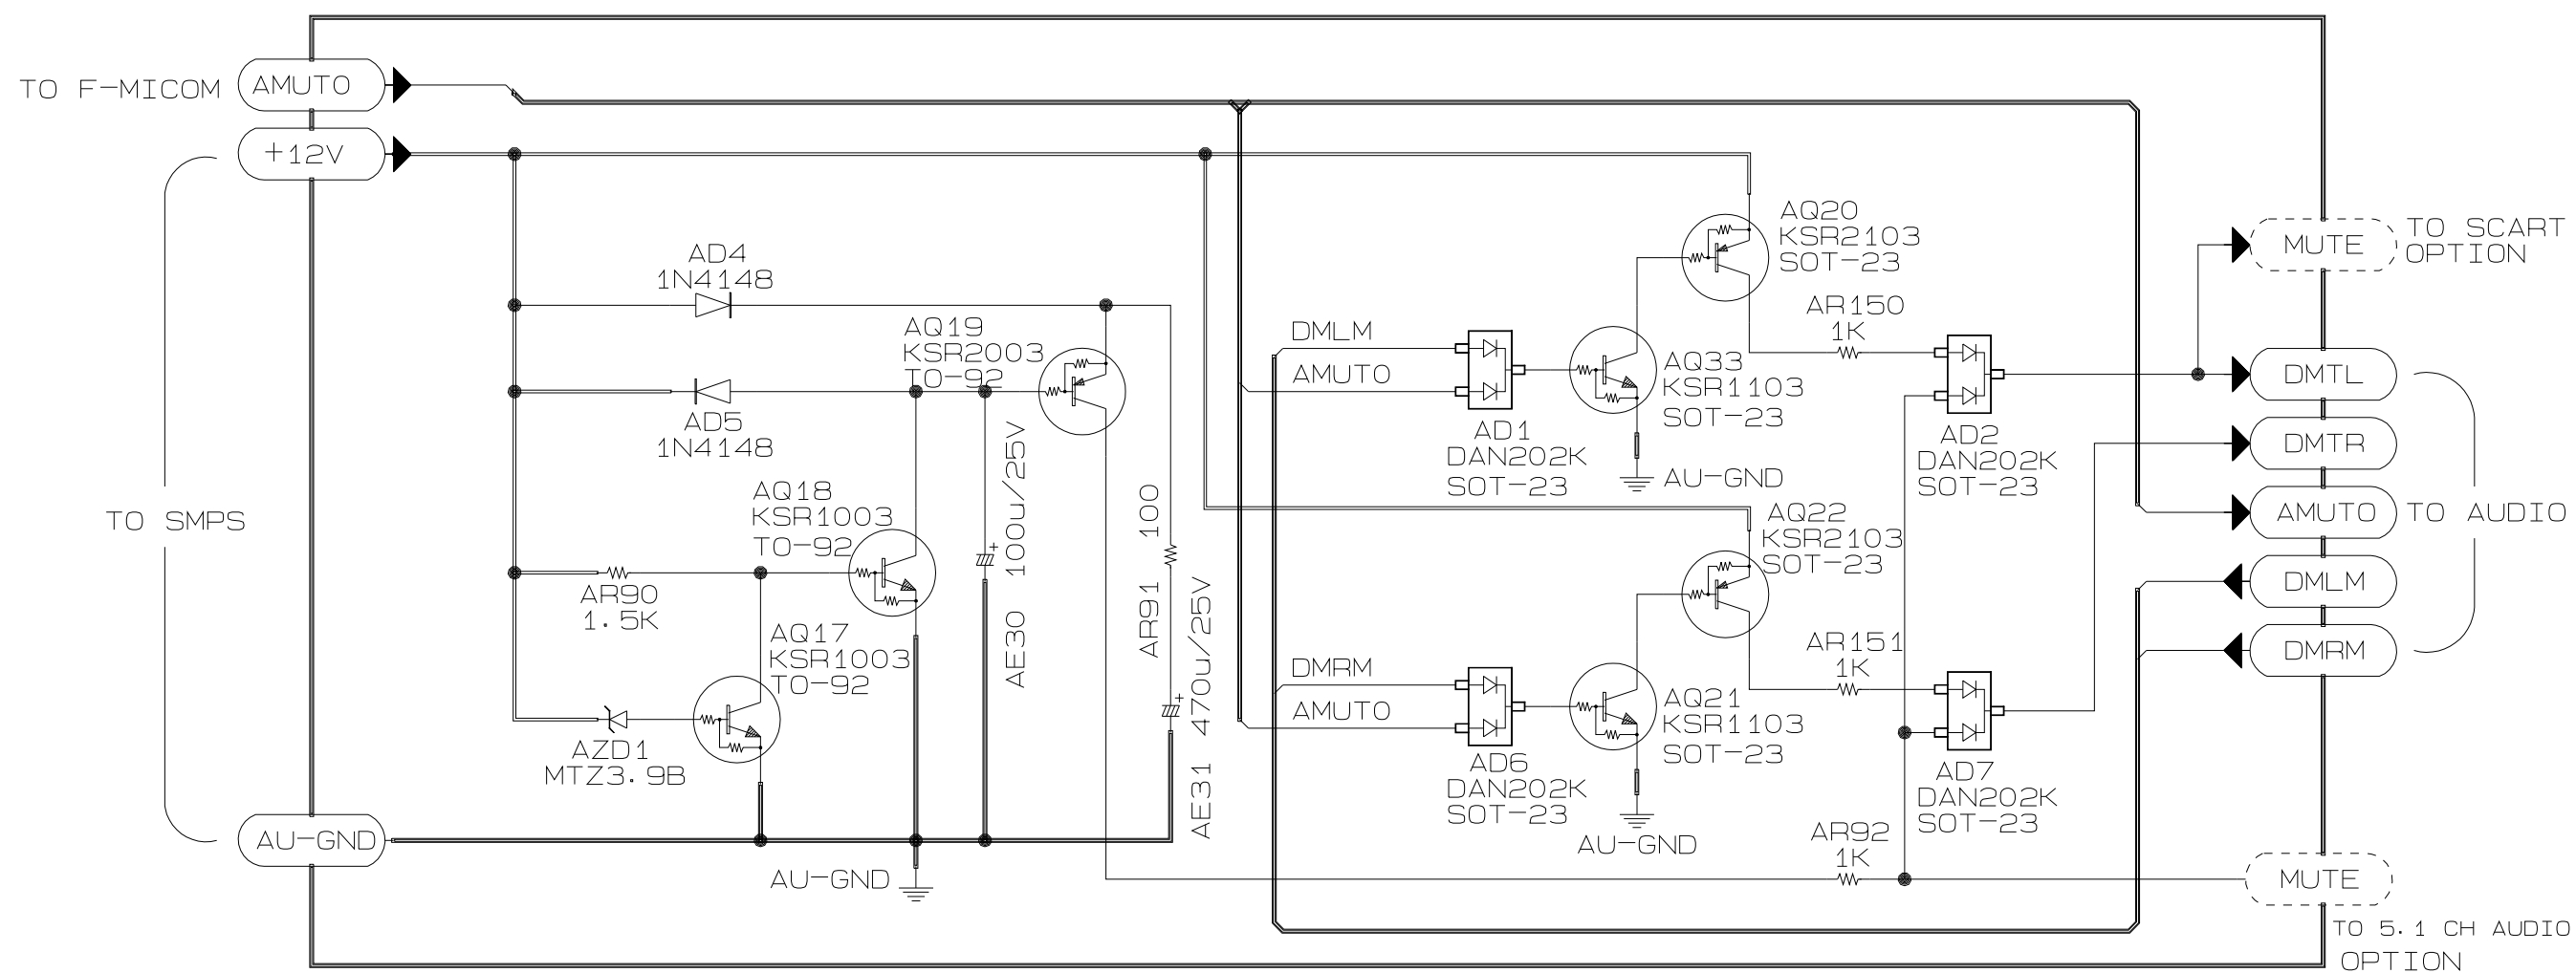 TO F-MICOM
AMUTO
+12V
TO SMPS
AU-GND
AD4
1N4148
AD5
1N4148
AQ19
KSR2003
TO-92
AQ18
KSR1003
TO-92
AR90
1.5K
AQ17
KSR1003
TO-92
AZD1
MTZ3.9B
AU-GND
AE30 100u/25V
AR91 100
AE31 470u/25V
DMLM
AMUTO
AD1
DAN202K
SOT-23
AQ20
KSR2103
SOT-23
AQ33
KSR1103
SOT-23
AU-GND
AR150
1K
AD2
DAN202K
SOT-23
DMRM
AMUTO
AD6
DAN202K
SOT-23
AQ22
KSR2103
SOT-23
AQ21
KSR1103
SOT-23
AU-GND
AR151
1K
AD7
DAN202K
SOT-23
AR92
1K
MUTE
TO SCART
OPTION
DMTL
DMTR
AMUTO
TO AUDIO
DMLM
DMRM
MUTE
TO 5.1 CH AUDIO
OPTION